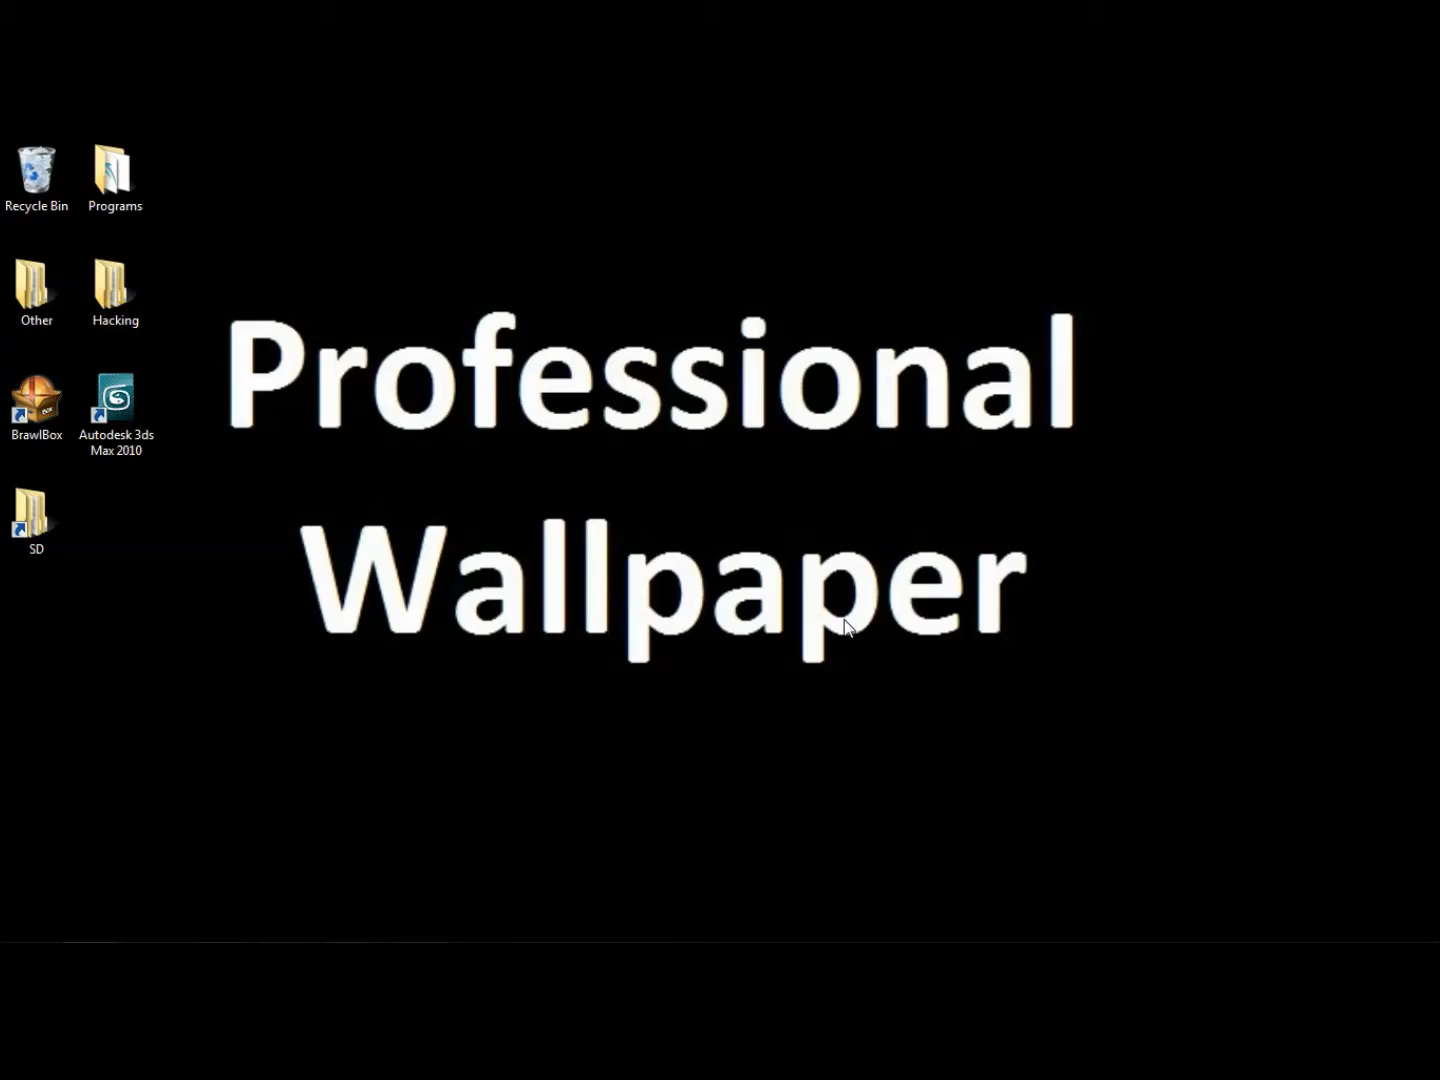 Recycle Bin
Programs
Other
Hacking
BrawlBox
Autodesk 3ds
Max 2010
SD
Professional
Wallpaper